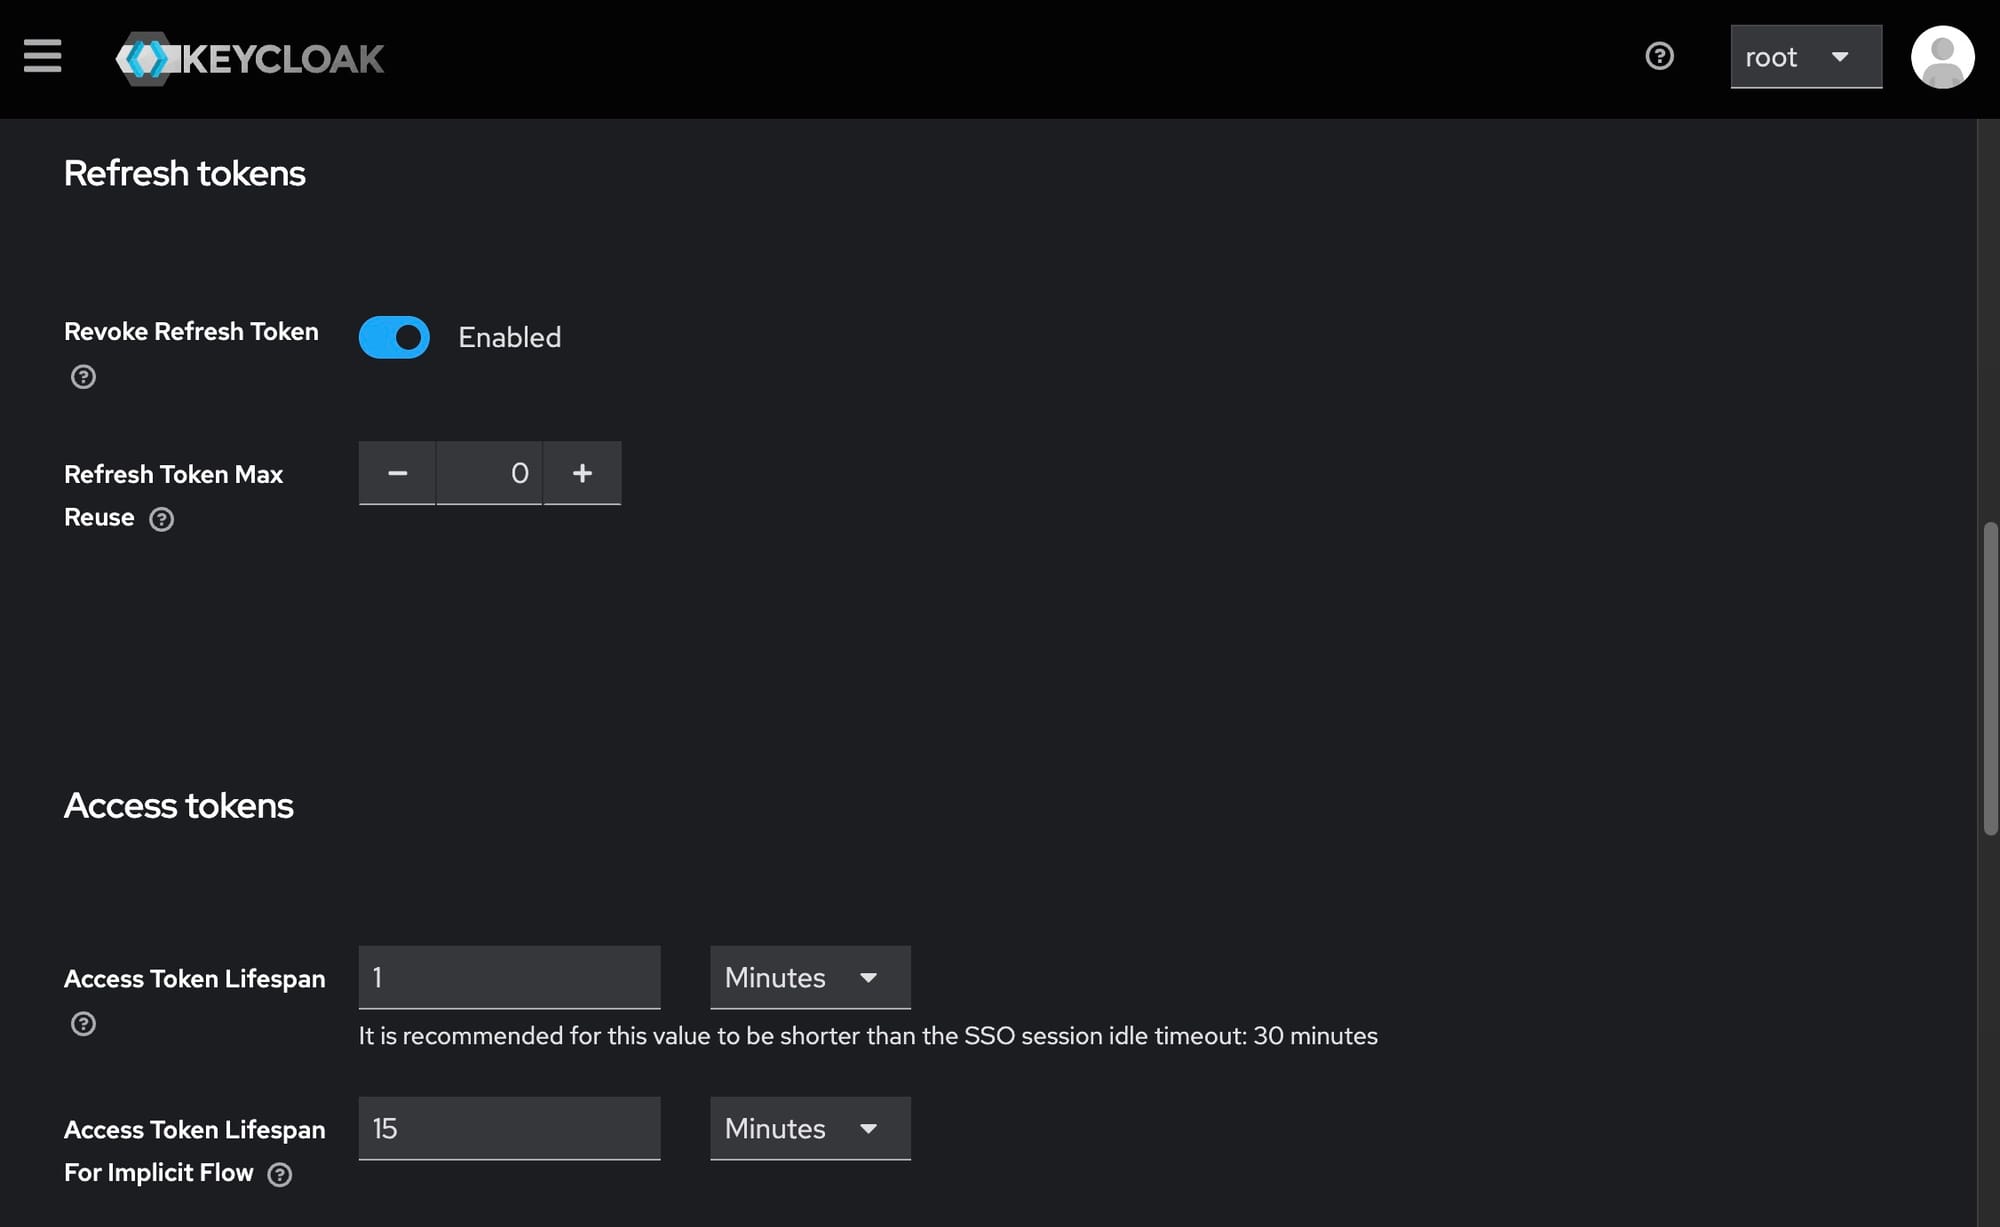 KEYCLOAK
root
Refresh tokens
Revoke Refresh Token
Enabled
Refresh Token Max
Reuse
0
Access tokens
Access Token Lifespan
1
Minutes
It is recommended for this value to be shorter than the SSO session idle timeout: 30 minutes
Access Token Lifespan
For Implicit Flow
15
Minutes